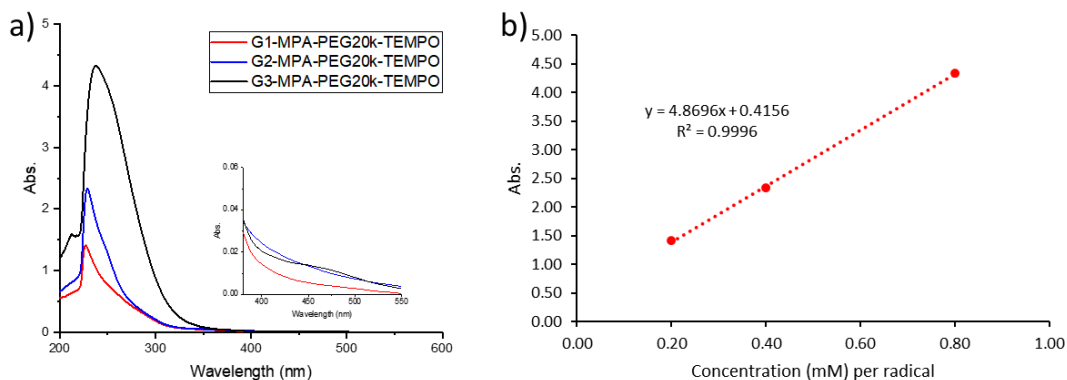 a)
5
4
3
2
1
0
Abs.
200
300
400
500
600
Wavelength (nm)
G1-MPA-PEG20k-TEMPO
G2-MPA-PEG20k-TEMPO
G3-MPA-PEG20k-TEMPO
0.08
0.04
0.02
0.00
Abs.
400
450
500
550
Wavelength (nm)
b)
5.00
4.50
4.00
3.50
3.00
2.50
2.00
1.50
1.00
0.50
0.00
Abs.
y = 4.8696x + 0.4156
R² = 0.9996
0.00
0.20
0.40
0.60
0.80
1.00
Concentration (mM) per radical